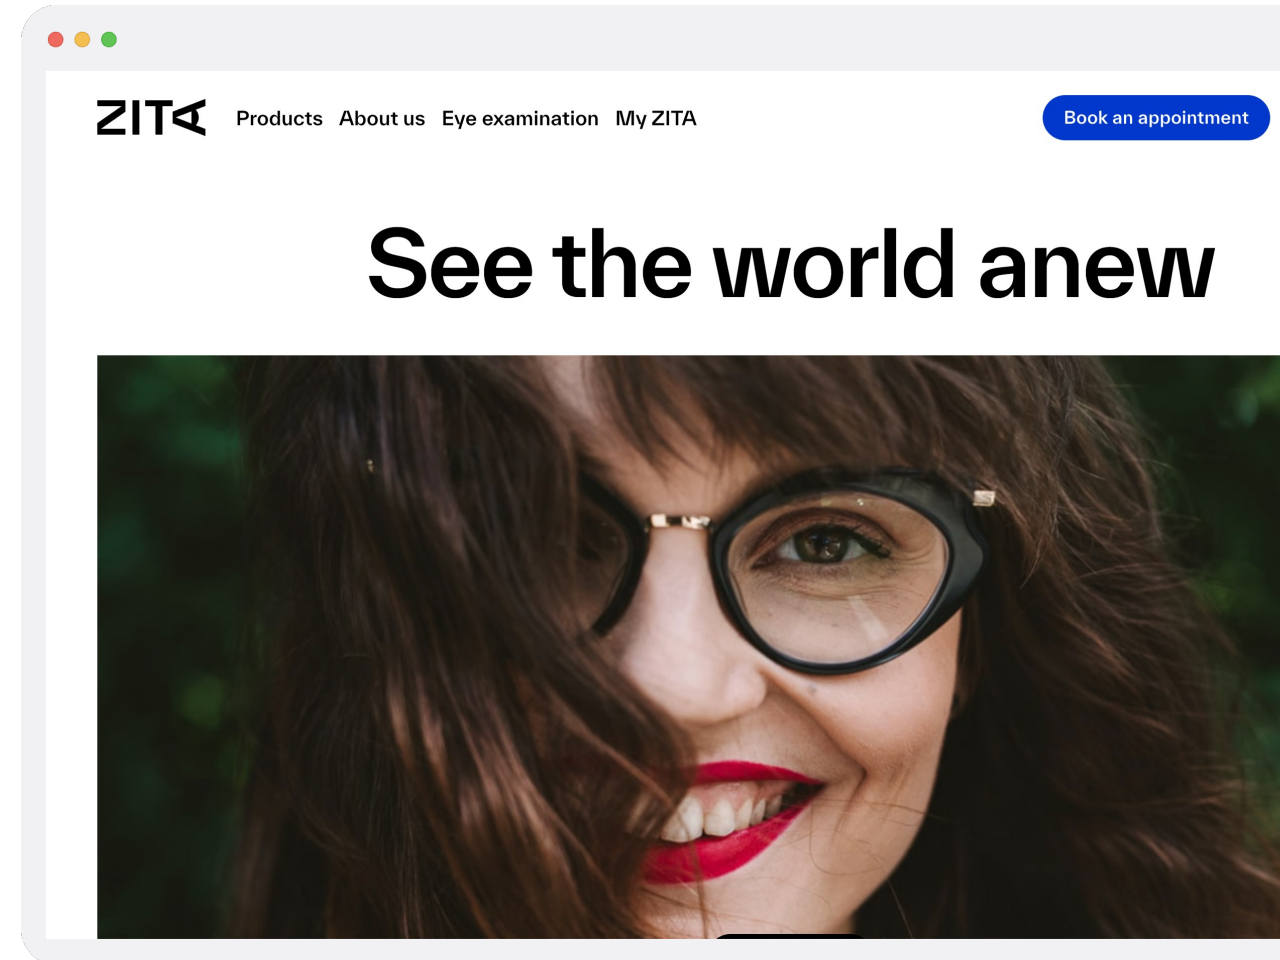 ZITA Products About us Eye examination My ZITA Book an appointment
See the world anew